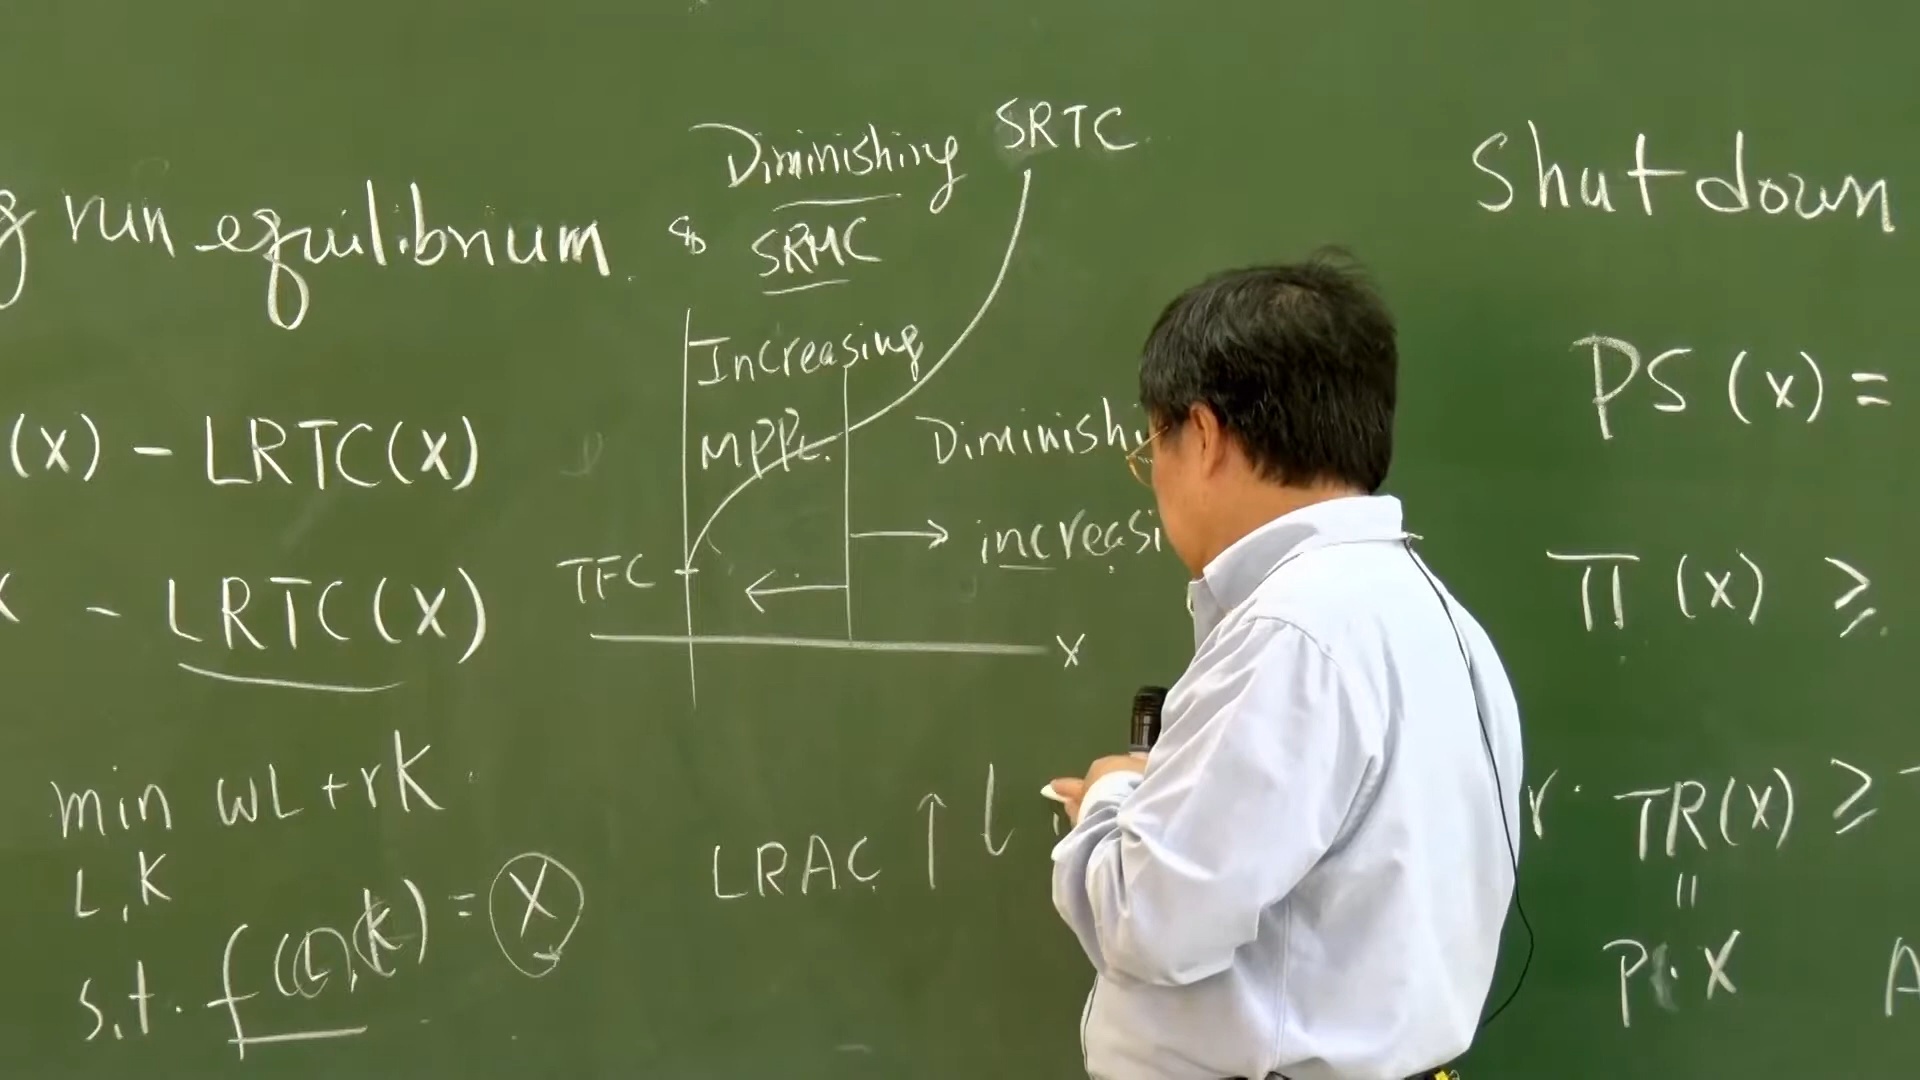 g run equilibrium.
(x) - LRTC(x)
x - LRTC(x)
min wL + rK
L, K
s.t. f(L,K) = X
Diminishing SRTC
SRMC
Increasing
MPPL
Diminishi
increasi
TFC
x
LRAC ↑
Shutdown
PS(x) =
π(x) ≥
r. TR(x) ≥
||
P·X A